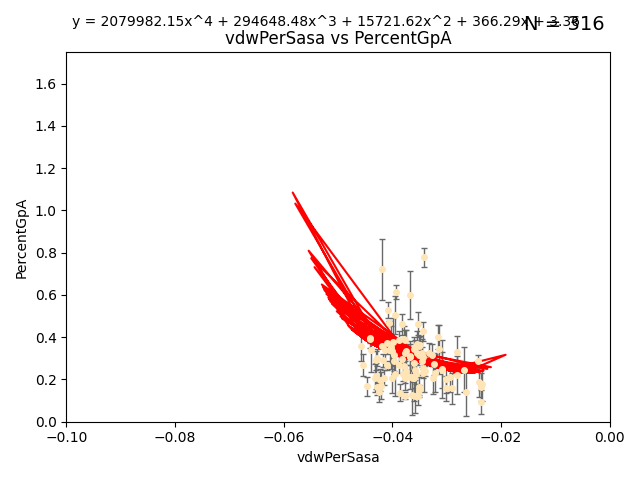 y = 2079982.15x^4 + 294648.48x^3 + 15721.62x^2 + 366.29x + 3.36
N = 316
vdwPerSasa vs PercentGpA
1.6
1.4
1.2
1.0
0.8
0.6
0.4
0.2
0.0
PercentGpA
−0.10 −0.08 −0.06 −0.04 −0.02 0.00
vdwPerSasa